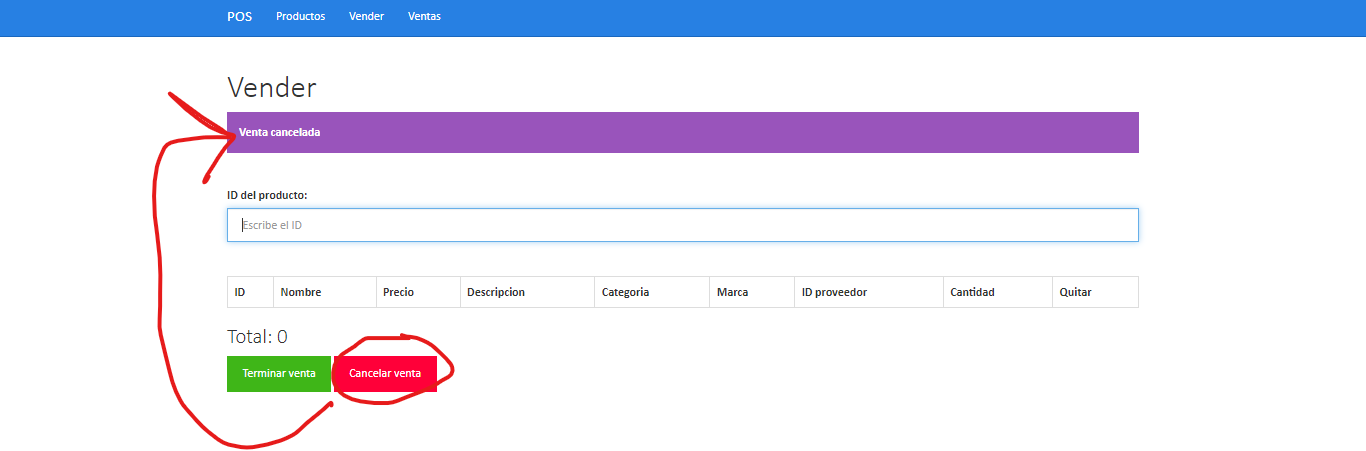 POS Productos Vender Ventas
Vender
Venta cancelada
ID del producto:
Escribe el ID
ID Nombre Precio Descripcion Categoria Marca ID proveedor Cantidad Quitar
Total: 0
Terminar venta Cancelar venta